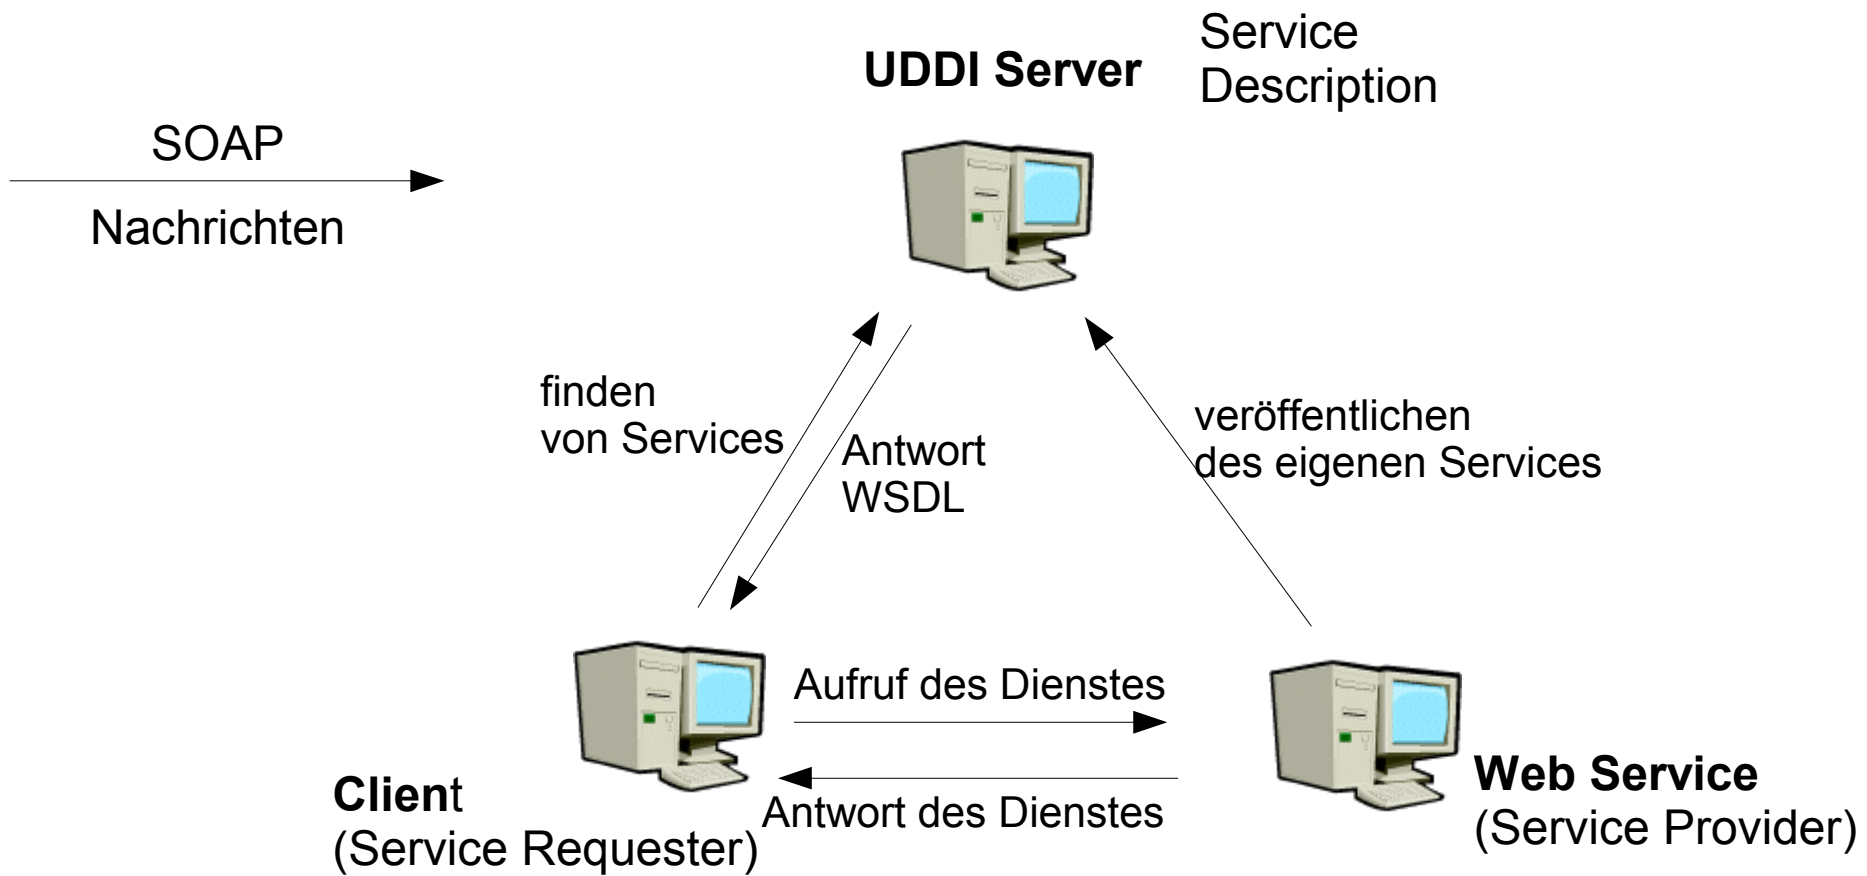 Service
Description
UDDI Server
SOAP
Nachrichten
finden
von Services
Antwort
WSDL
veröffentlichen
des eigenen Services
Aufruf des Dienstes
Antwort des Dienstes
Client
(Service Requester)
Web Service
(Service Provider)